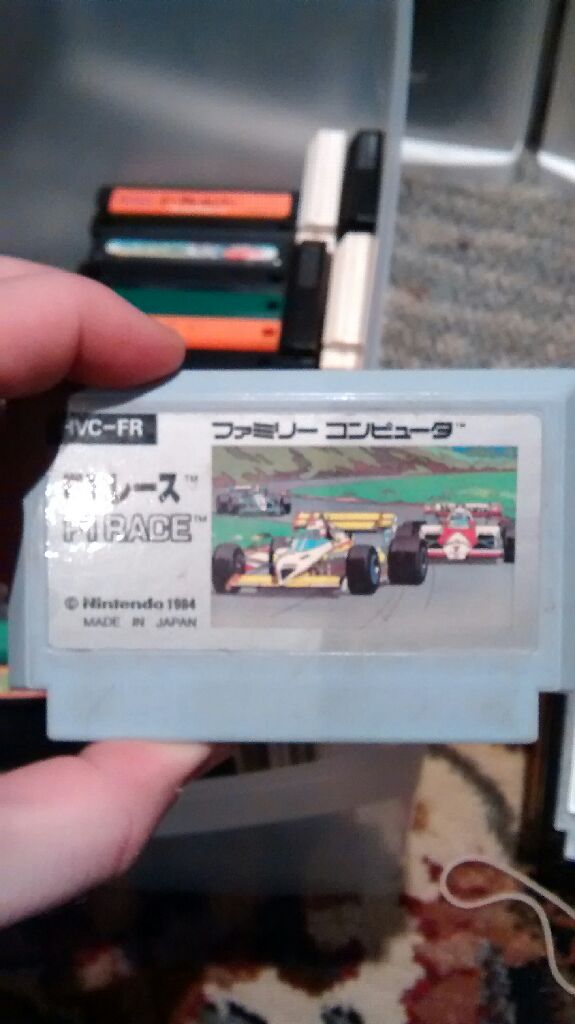 HVC-FR
ファミリー コンピュータ™
F1レース™
F1 RACE™
© Nintendo 1984
MADE IN JAPAN